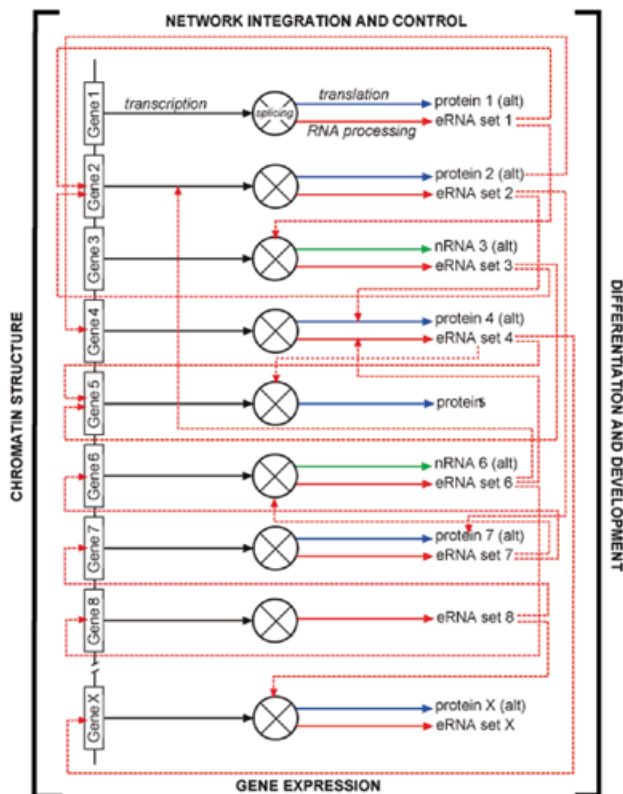 NETWORK INTEGRATION AND CONTROL
CHROMATIN STRUCTURE
DIFFERENTIATION AND DEVELOPMENT
Gene 1
transcription
splicing
translation
RNA processing
protein 1 (alt)
eRNA set 1
Gene 2
protein 2 (alt)
eRNA set 2
Gene 3
nRNA 3 (alt)
eRNA set 3
Gene 4
protein 4 (alt)
eRNA set 4
Gene 5
protein5
Gene 6
nRNA 6 (alt)
eRNA set 6
Gene 7
protein 7 (alt)
eRNA set 7
Gene 8
eRNA set 8
Gene X
protein X (alt)
eRNA set X
GENE EXPRESSION